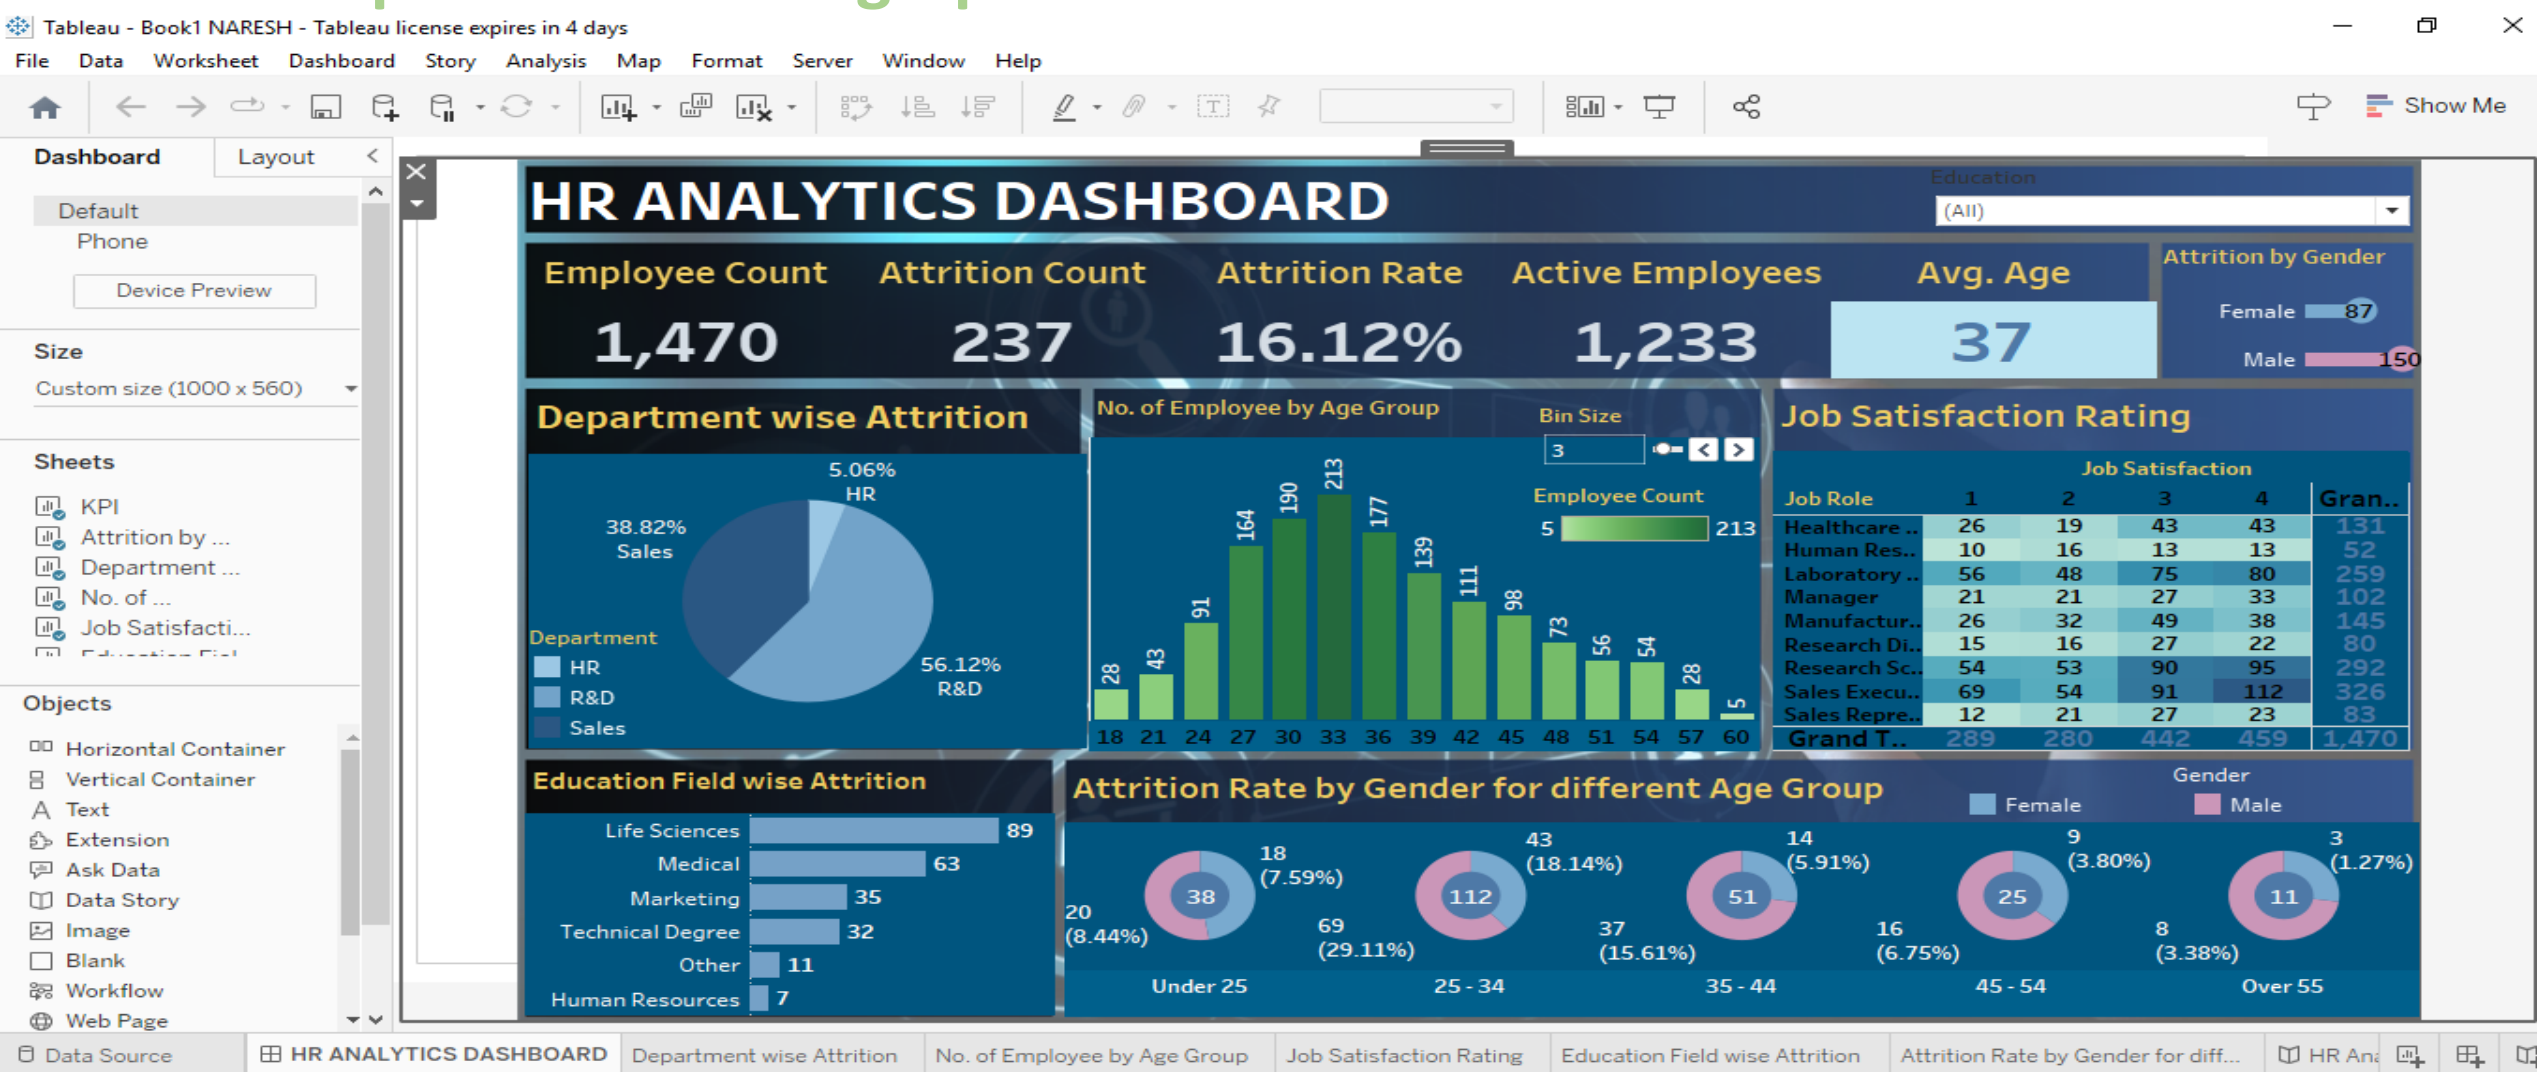 Tableau - Book1 NARESH - Tableau license expires in 4 days
File Data Worksheet Dashboard Story Analysis Map Format Server Window Help
Show Me
Dashboard Layout
Default
Phone
Device Preview
Size
Custom size (1000 x 560)
Sheets
KPI
Attrition by ...
Department ...
No. of ...
Job Satisfacti...
Objects
Horizontal Container
Vertical Container
Text
Extension
Ask Data
Data Story
Image
Blank
Workflow
Web Page
HR ANALYTICS DASHBOARD
Education
(All)
Employee Count Attrition Count Attrition Rate Active Employees Avg. Age
1,470 237 16.12% 1,233 37
Attrition by Gender
Female 87
Male 150
Department wise Attrition
5.06%
HR
38.82%
Sales
56.12%
R&D
Department
HR
R&D
Sales
No. of Employee by Age Group
Bin Size
3
Employee Count
5 213
28 43 91 164 190 213 177 139 111 98 73 56 54 28 5
18 21 24 27 30 33 36 39 42 45 48 51 54 57 60
Job Satisfaction Rating
Job Satisfaction
Job Role 1 2 3 4 Gran..
Healthcare .. 26 19 43 43 131
Human Res.. 10 16 13 13 52
Laboratory .. 56 48 75 80 259
Manager 21 21 27 33 102
Manufactur.. 26 32 49 38 145
Research Di.. 15 16 27 22 80
Research Sc.. 54 53 90 95 292
Sales Execu.. 69 54 91 112 326
Sales Repre.. 12 21 27 23 83
Grand T.. 289 280 442 459 1,470
Education Field wise Attrition
Life Sciences 89
Medical 63
Marketing 35
Technical Degree 32
Other 11
Human Resources 7
Attrition Rate by Gender for different Age Group
Gender
Female Male
18
(7.59%)
38
20
(8.44%)
Under 25
43
(18.14%)
112
69
(29.11%)
25 - 34
14
(5.91%)
51
37
(15.61%)
35 - 44
9
(3.80%)
25
16
(6.75%)
45 - 54
3
(1.27%)
11
8
(3.38%)
Over 55
Data Source HR ANALYTICS DASHBOARD Department wise Attrition No. of Employee by Age Group Job Satisfaction Rating Education Field wise Attrition Attrition Rate by Gender for diff... HR Ana